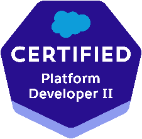 CERTIFIED
Platform
Developer II